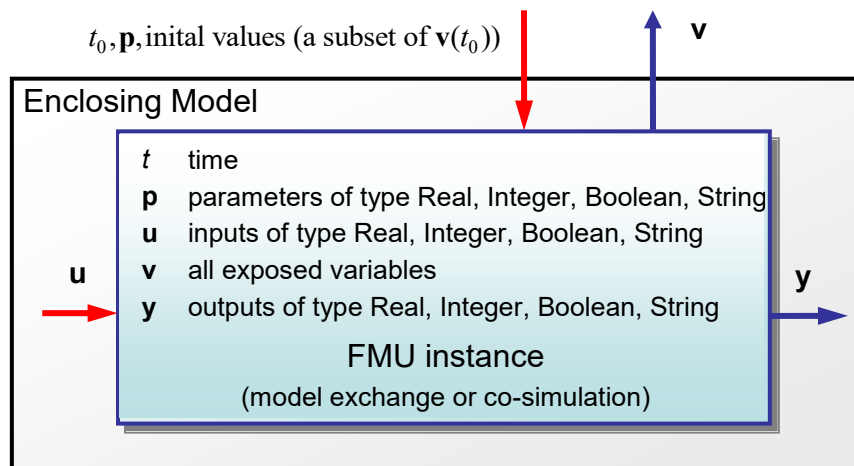 t₀, p, inital values (a subset of v(t₀))
v
Enclosing Model
t time
p parameters of type Real, Integer, Boolean, String
u inputs of type Real, Integer, Boolean, String
v all exposed variables
u
y
y outputs of type Real, Integer, Boolean, String
FMU instance
(model exchange or co-simulation)